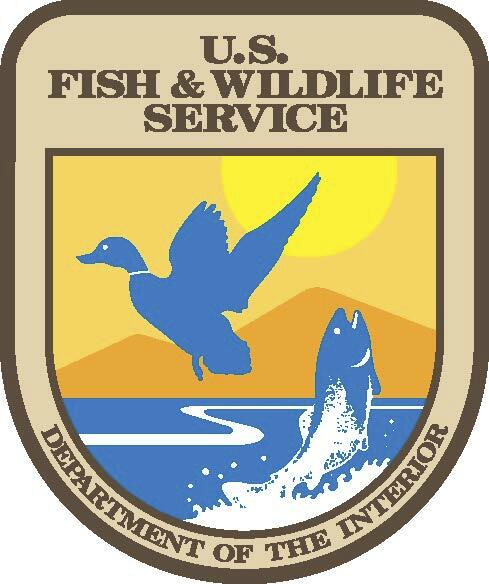 U.S.
FISH & WILDLIFE
SERVICE
DEPARTMENT OF THE INTERIOR